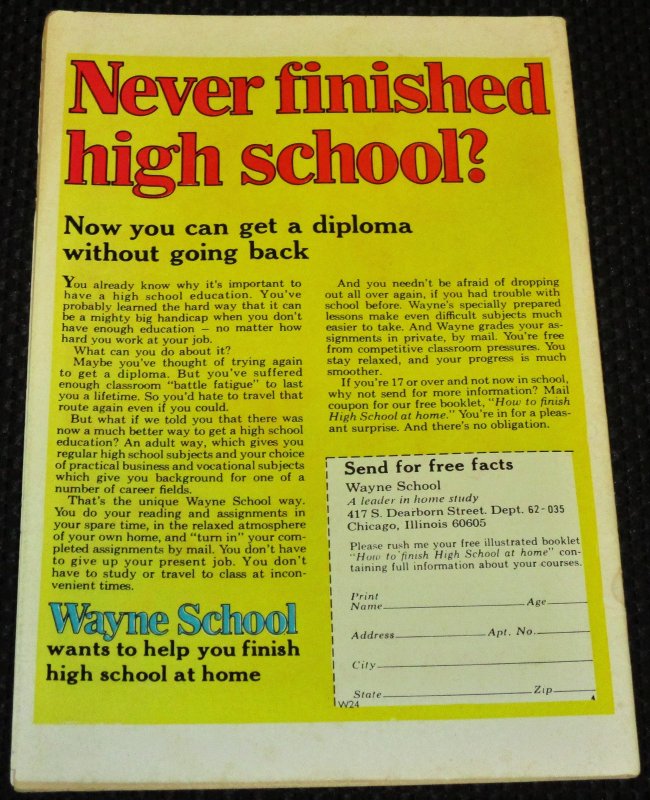 Never finished
high school?
Now you can get a diploma
without going back
You already know why it's important to
have a high school education. You've
probably learned the hard way that it can
be a mighty big handicap when you don't
have enough education — no matter how
hard you work at your job.
What can you do about it?
Maybe you've thought of trying again
to get a diploma. But you've suffered
enough classroom "battle fatigue" to last
you a lifetime. So you'd hate to travel that
route again even if you could.
But what if we told you that there was
now a much better way to get a high school
education? An adult way, which gives you
regular high school subjects and your choice
of practical business and vocational subjects
which give you background for one of a
number of career fields.
That's the unique Wayne School way.
You do your reading and assignments in
your spare time, in the relaxed atmosphere
of your own home, and "turn in" your com-
pleted assignments by mail. You don't have
to give up your present job. You don't
have to study or travel to class at incon-
venient times.
Wayne School
wants to help you finish
high school at home
And you needn't be afraid of dropping
out all over again, if you had trouble with
school before. Wayne's specially prepared
lessons make even difficult subjects much
easier to take. And Wayne grades your as-
signments in private, by mail. You're free
from competitive classroom pressures. You
stay relaxed, and your progress is much
smoother.
If you're 17 or over and not now in school,
why not send for more information? Mail
coupon for our free booklet, "How to finish
High School at home." You're in for a pleas-
ant surprise. And there's no obligation.
Send for free facts
Wayne School
A leader in home study
417 S. Dearborn Street. Dept. 62-035
Chicago, Illinois 60605
Please rush me your free illustrated booklet
"How to finish High School at home" con-
taining full information about your courses.
Print
Name Age
Address Apt. No.
City
State Zip
W24